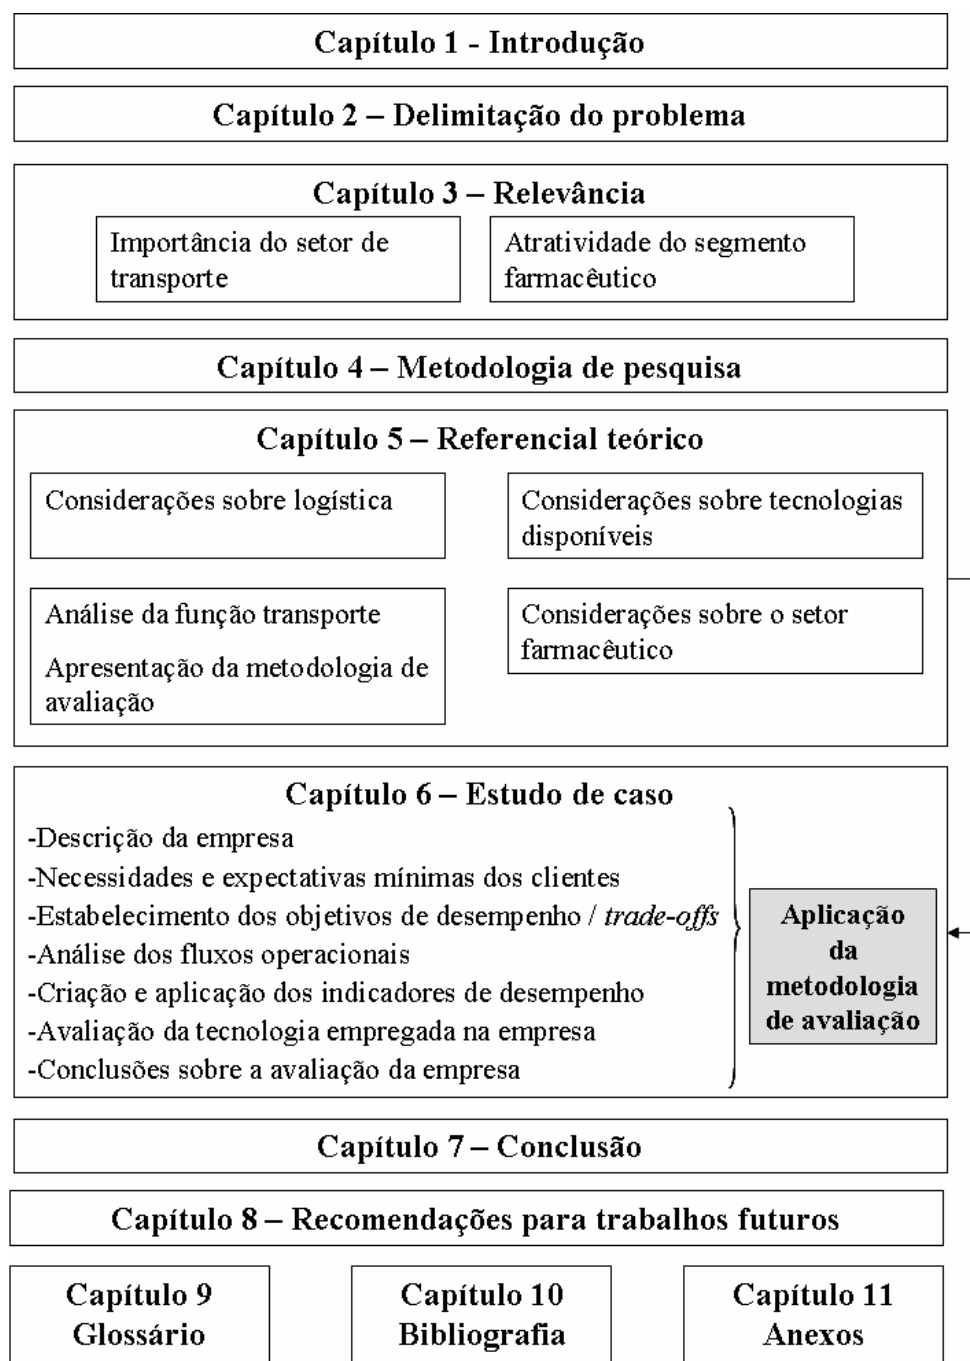 Capítulo 1 - Introdução
Capítulo 2 – Delimitação do problema
Capítulo 3 – Relevância
Importância do setor de
transporte
Atratividade do segmento
farmacêutico
Capítulo 4 – Metodologia de pesquisa
Capítulo 5 – Referencial teórico
Considerações sobre logística
Considerações sobre tecnologias
disponíveis
Análise da função transporte
Apresentação da metodologia de
avaliação
Considerações sobre o setor
farmacêutico
Capítulo 6 – Estudo de caso
-Descrição da empresa
-Necessidades e expectativas mínimas dos clientes
-Estabelecimento dos objetivos de desempenho / trade-offs
-Análise dos fluxos operacionais
-Criação e aplicação dos indicadores de desempenho
-Avaliação da tecnologia empregada na empresa
-Conclusões sobre a avaliação da empresa
Aplicação
da
metodologia
de avaliação
Capítulo 7 – Conclusão
Capítulo 8 – Recomendações para trabalhos futuros
Capítulo 9
Glossário
Capítulo 10
Bibliografia
Capítulo 11
Anexos